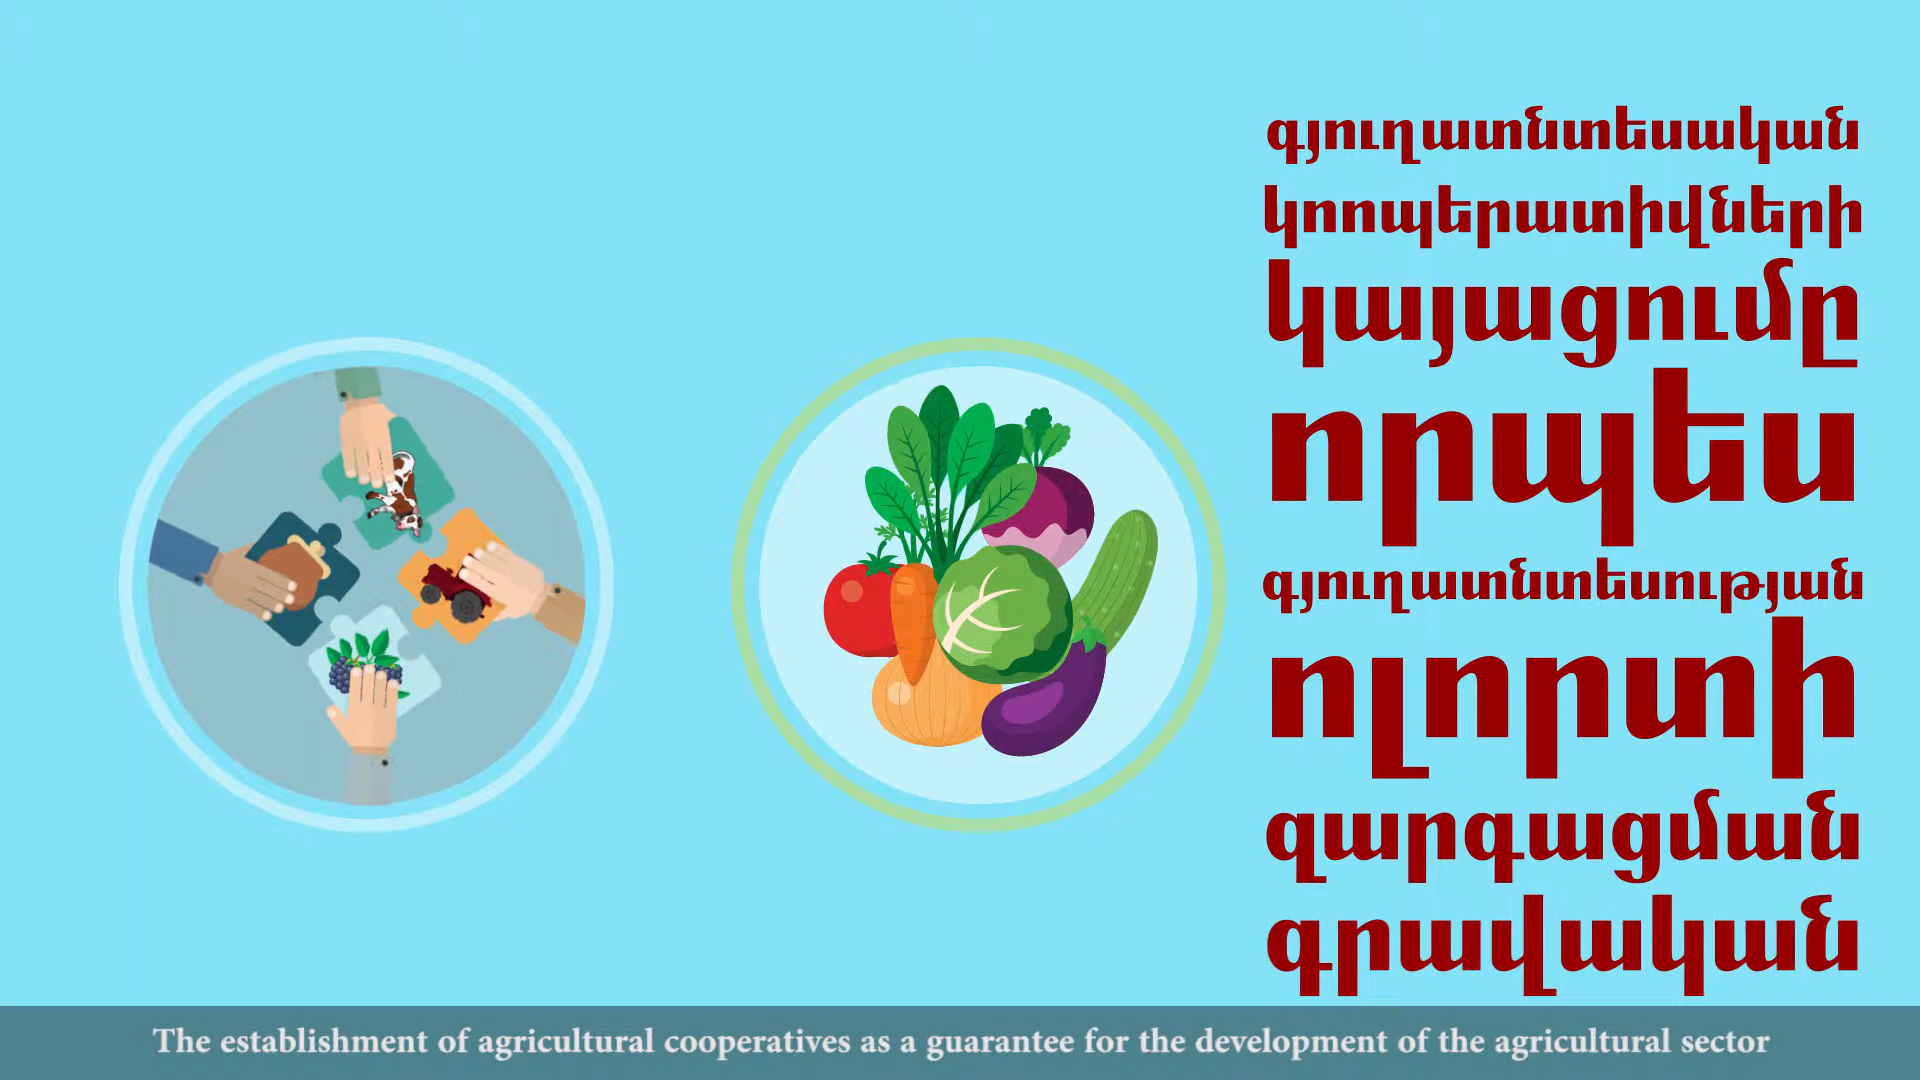 գյուղատնտեսական
կոոպերատիվների
կայացումը
որպես
գյուղատնտեսության
ոլորտի
զարգացման
գրավական
The establishment of agricultural cooperatives as a guarantee for the development of the agricultural sector